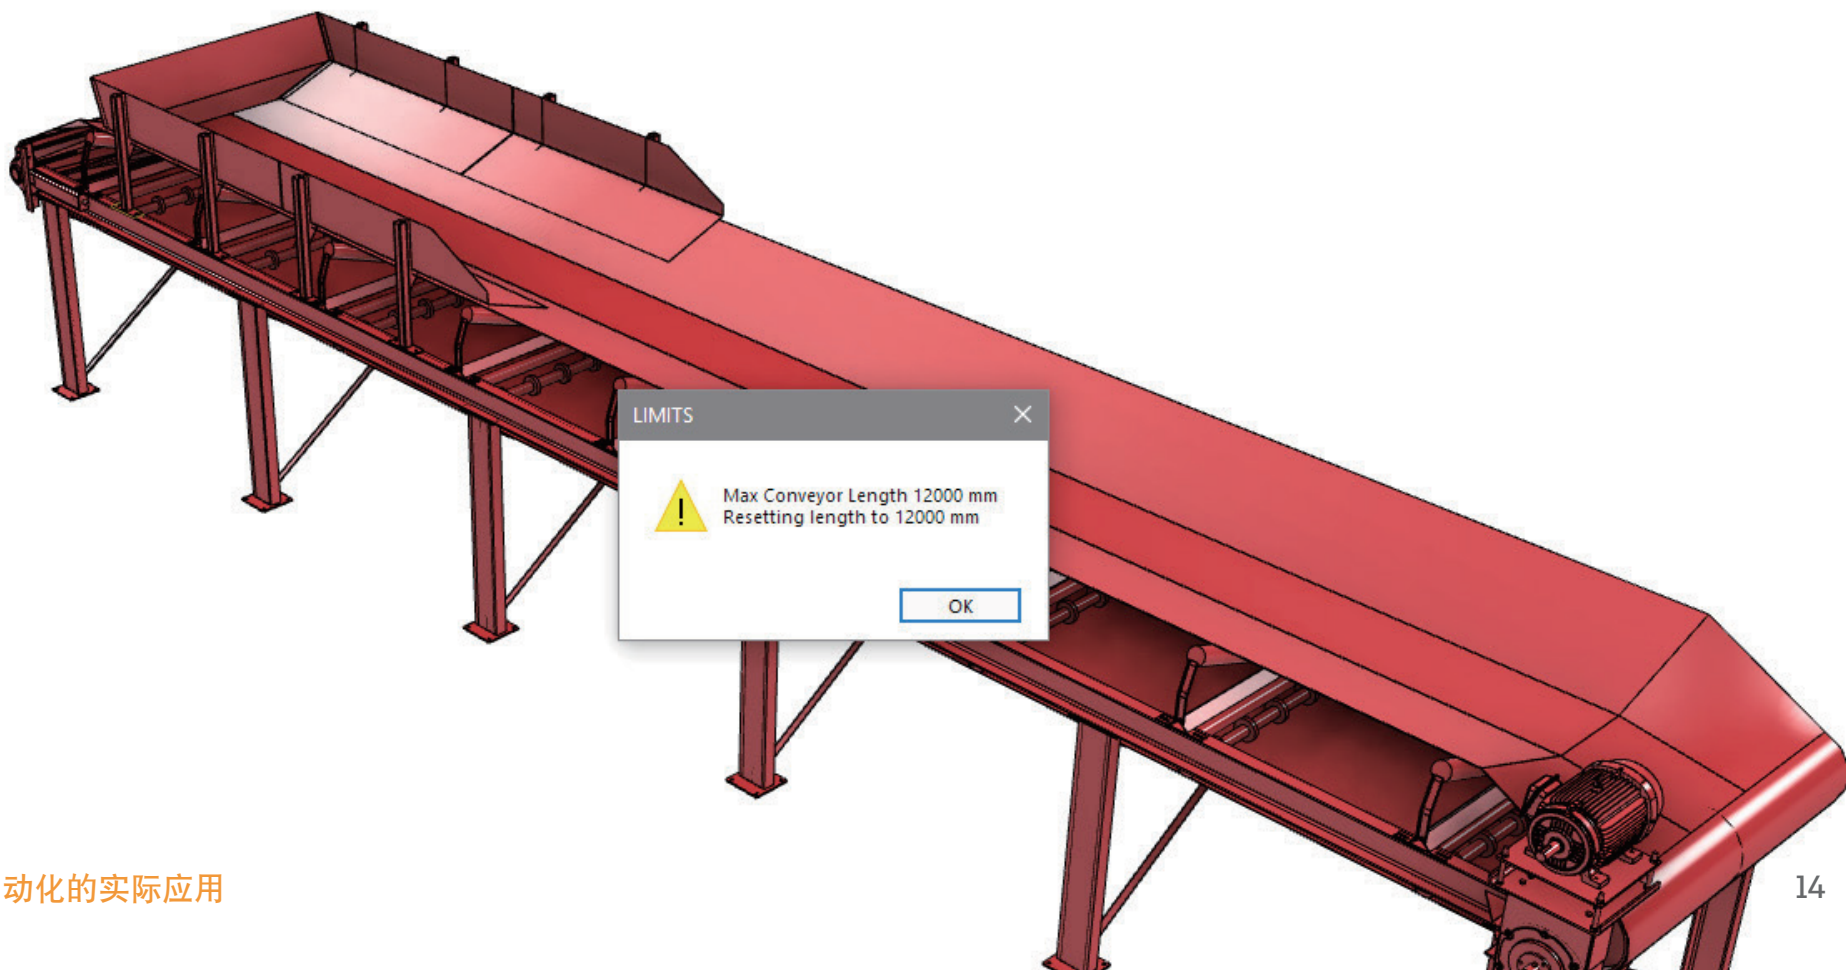 LIMITS
Max Conveyor Length 12000 mm
Resetting length to 12000 mm
OK
动化的实际应用
14